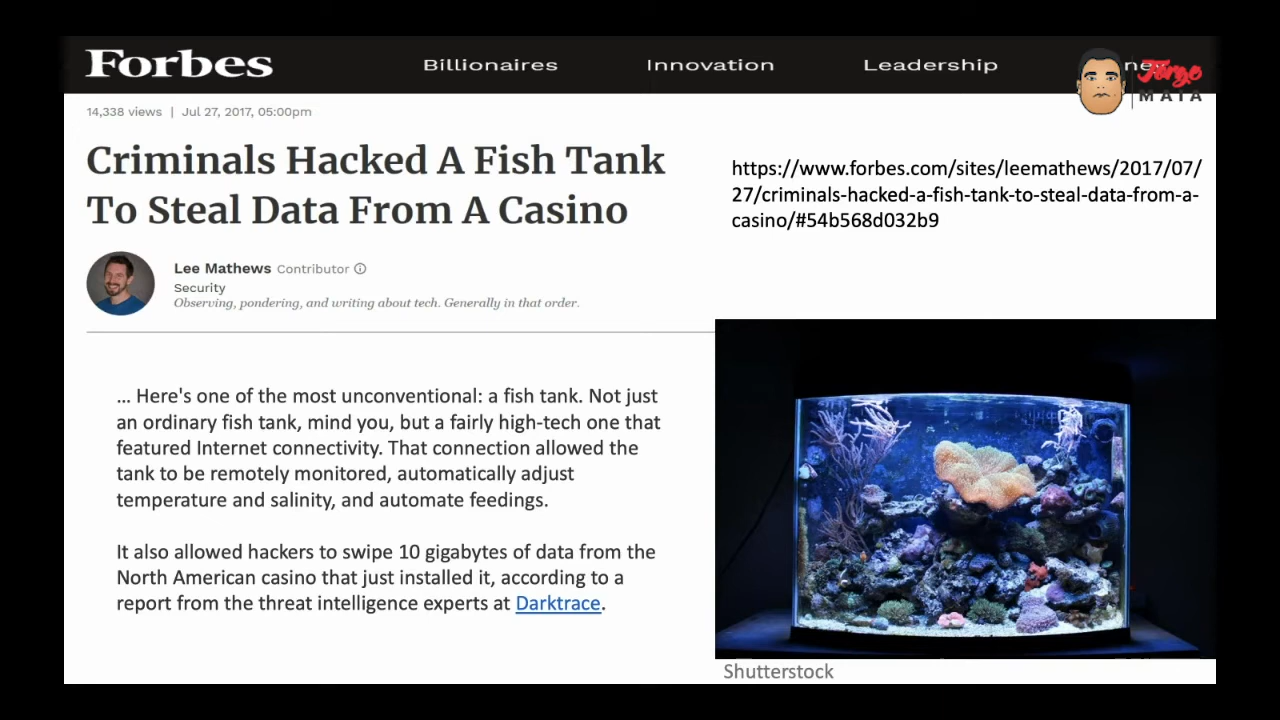 Forbes
Billionaires
Innovation
Leadership
Jorge
MATA
14,338 views | Jul 27, 2017, 05:00pm
Criminals Hacked A Fish Tank
To Steal Data From A Casino
https://www.forbes.com/sites/leemathews/2017/07/
27/criminals-hacked-a-fish-tank-to-steal-data-from-a-
casino/#54b568d032b9
Lee Mathews Contributor
Security
Observing, pondering, and writing about tech. Generally in that order.
... Here's one of the most unconventional: a fish tank. Not just
an ordinary fish tank, mind you, but a fairly high-tech one that
featured Internet connectivity. That connection allowed the
tank to be remotely monitored, automatically adjust
temperature and salinity, and automate feedings.
It also allowed hackers to swipe 10 gigabytes of data from the
North American casino that just installed it, according to a
report from the threat intelligence experts at Darktrace.
Shutterstock